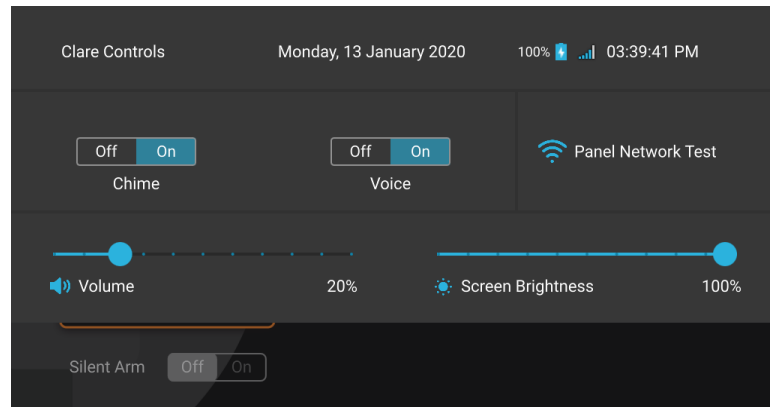 Clare Controls Monday, 13 January 2020 100% 03:39:41 PM
Off On Off On Panel Network Test
Chime Voice
Volume 20% Screen Brightness 100%
Silent Arm Off On